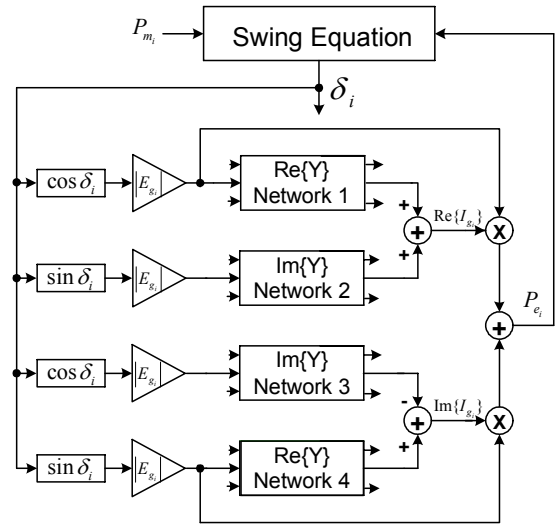 P_{m_i}
Swing Equation
δ_i
cos δ_i
|E_{g_i}|
Re{Y}
Network 1
+
+
+
Re{I_{g_i}}
X
sin δ_i
|E_{g_i}|
Im{Y}
Network 2
+
P_{e_i}
cos δ_i
|E_{g_i}|
Im{Y}
Network 3
-
+
+
Im{I_{g_i}}
X
sin δ_i
|E_{g_i}|
Re{Y}
Network 4